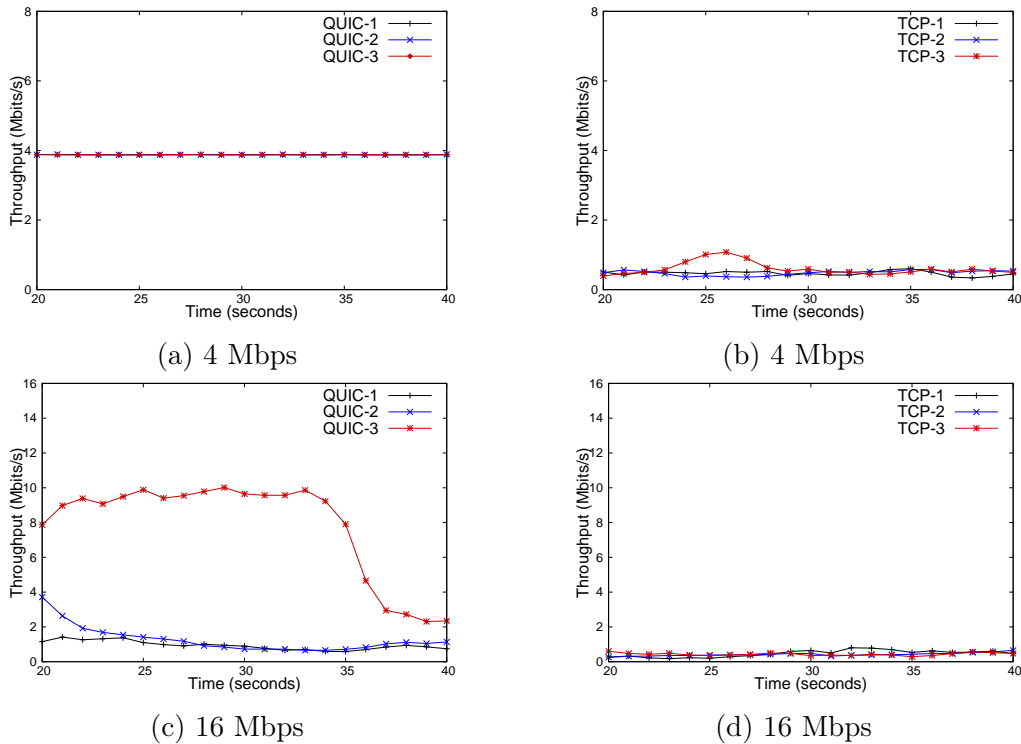 Throughput (Mbits/s)
8
6
4
2
0
20 25 30 35 40
Time (seconds)
QUIC-1
QUIC-2
QUIC-3
(a) 4 Mbps
Throughput (Mbits/s)
8
6
4
2
0
20 25 30 35 40
Time (seconds)
TCP-1
TCP-2
TCP-3
(b) 4 Mbps
Throughput (Mbits/s)
16
14
12
10
8
6
4
2
0
20 25 30 35 40
Time (seconds)
QUIC-1
QUIC-2
QUIC-3
(c) 16 Mbps
Throughput (Mbits/s)
16
14
12
10
8
6
4
2
0
20 25 30 35 40
Time (seconds)
TCP-1
TCP-2
TCP-3
(d) 16 Mbps